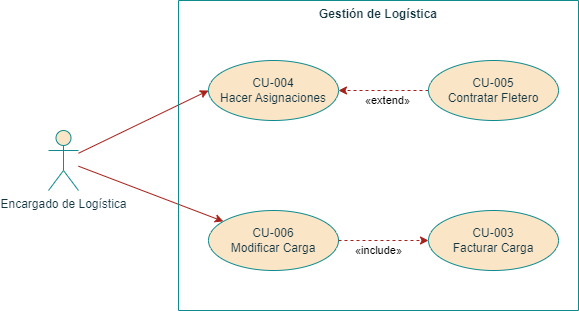 Gestión de Logística
CU-004
Hacer Asignaciones
«extend»
CU-005
Contratar Fletero
Encargado de Logística
CU-006
Modificar Carga
«include»
CU-003
Facturar Carga